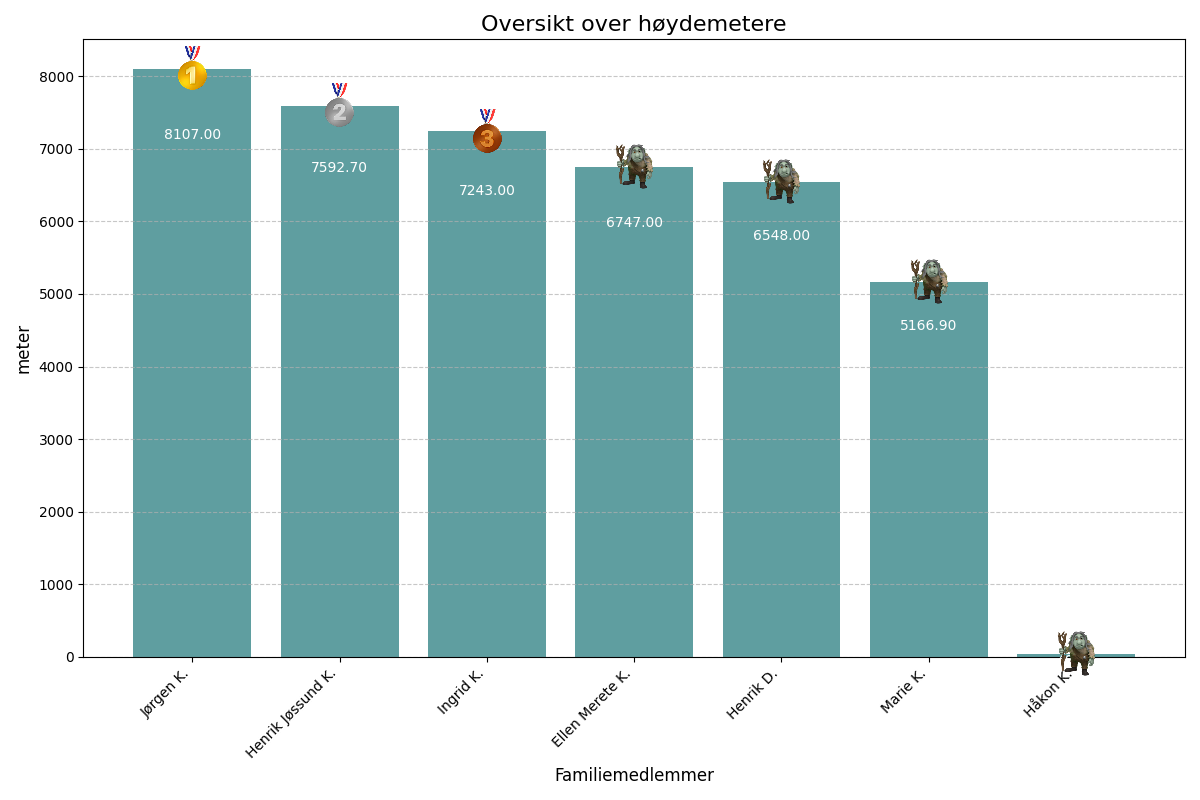 Oversikt over høydemetere
meter
8000
7000
6000
5000
4000
3000
2000
1000
0
1
2
3
8107.00
7592.70
7243.00
6747.00
6548.00
5166.90
Jørgen K.
Henrik Jøssund K.
Ingrid K.
Ellen Merete K.
Henrik D.
Marie K.
Håkon K.
Familiemedlemmer